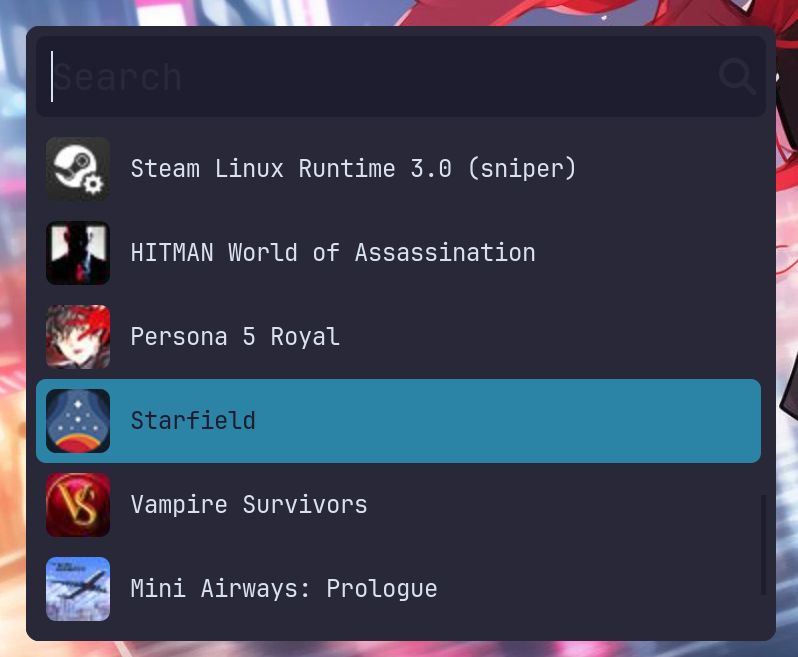 Search
Steam Linux Runtime 3.0 (sniper)
HITMAN World of Assassination
Persona 5 Royal
Starfield
VS
Vampire Survivors
Mini Airways: Prologue